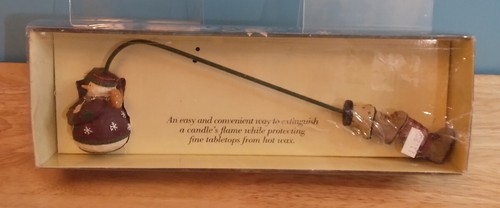 An easy and convenient way to extinguish
a candle's flame while protecting
fine tabletops from hot wax.